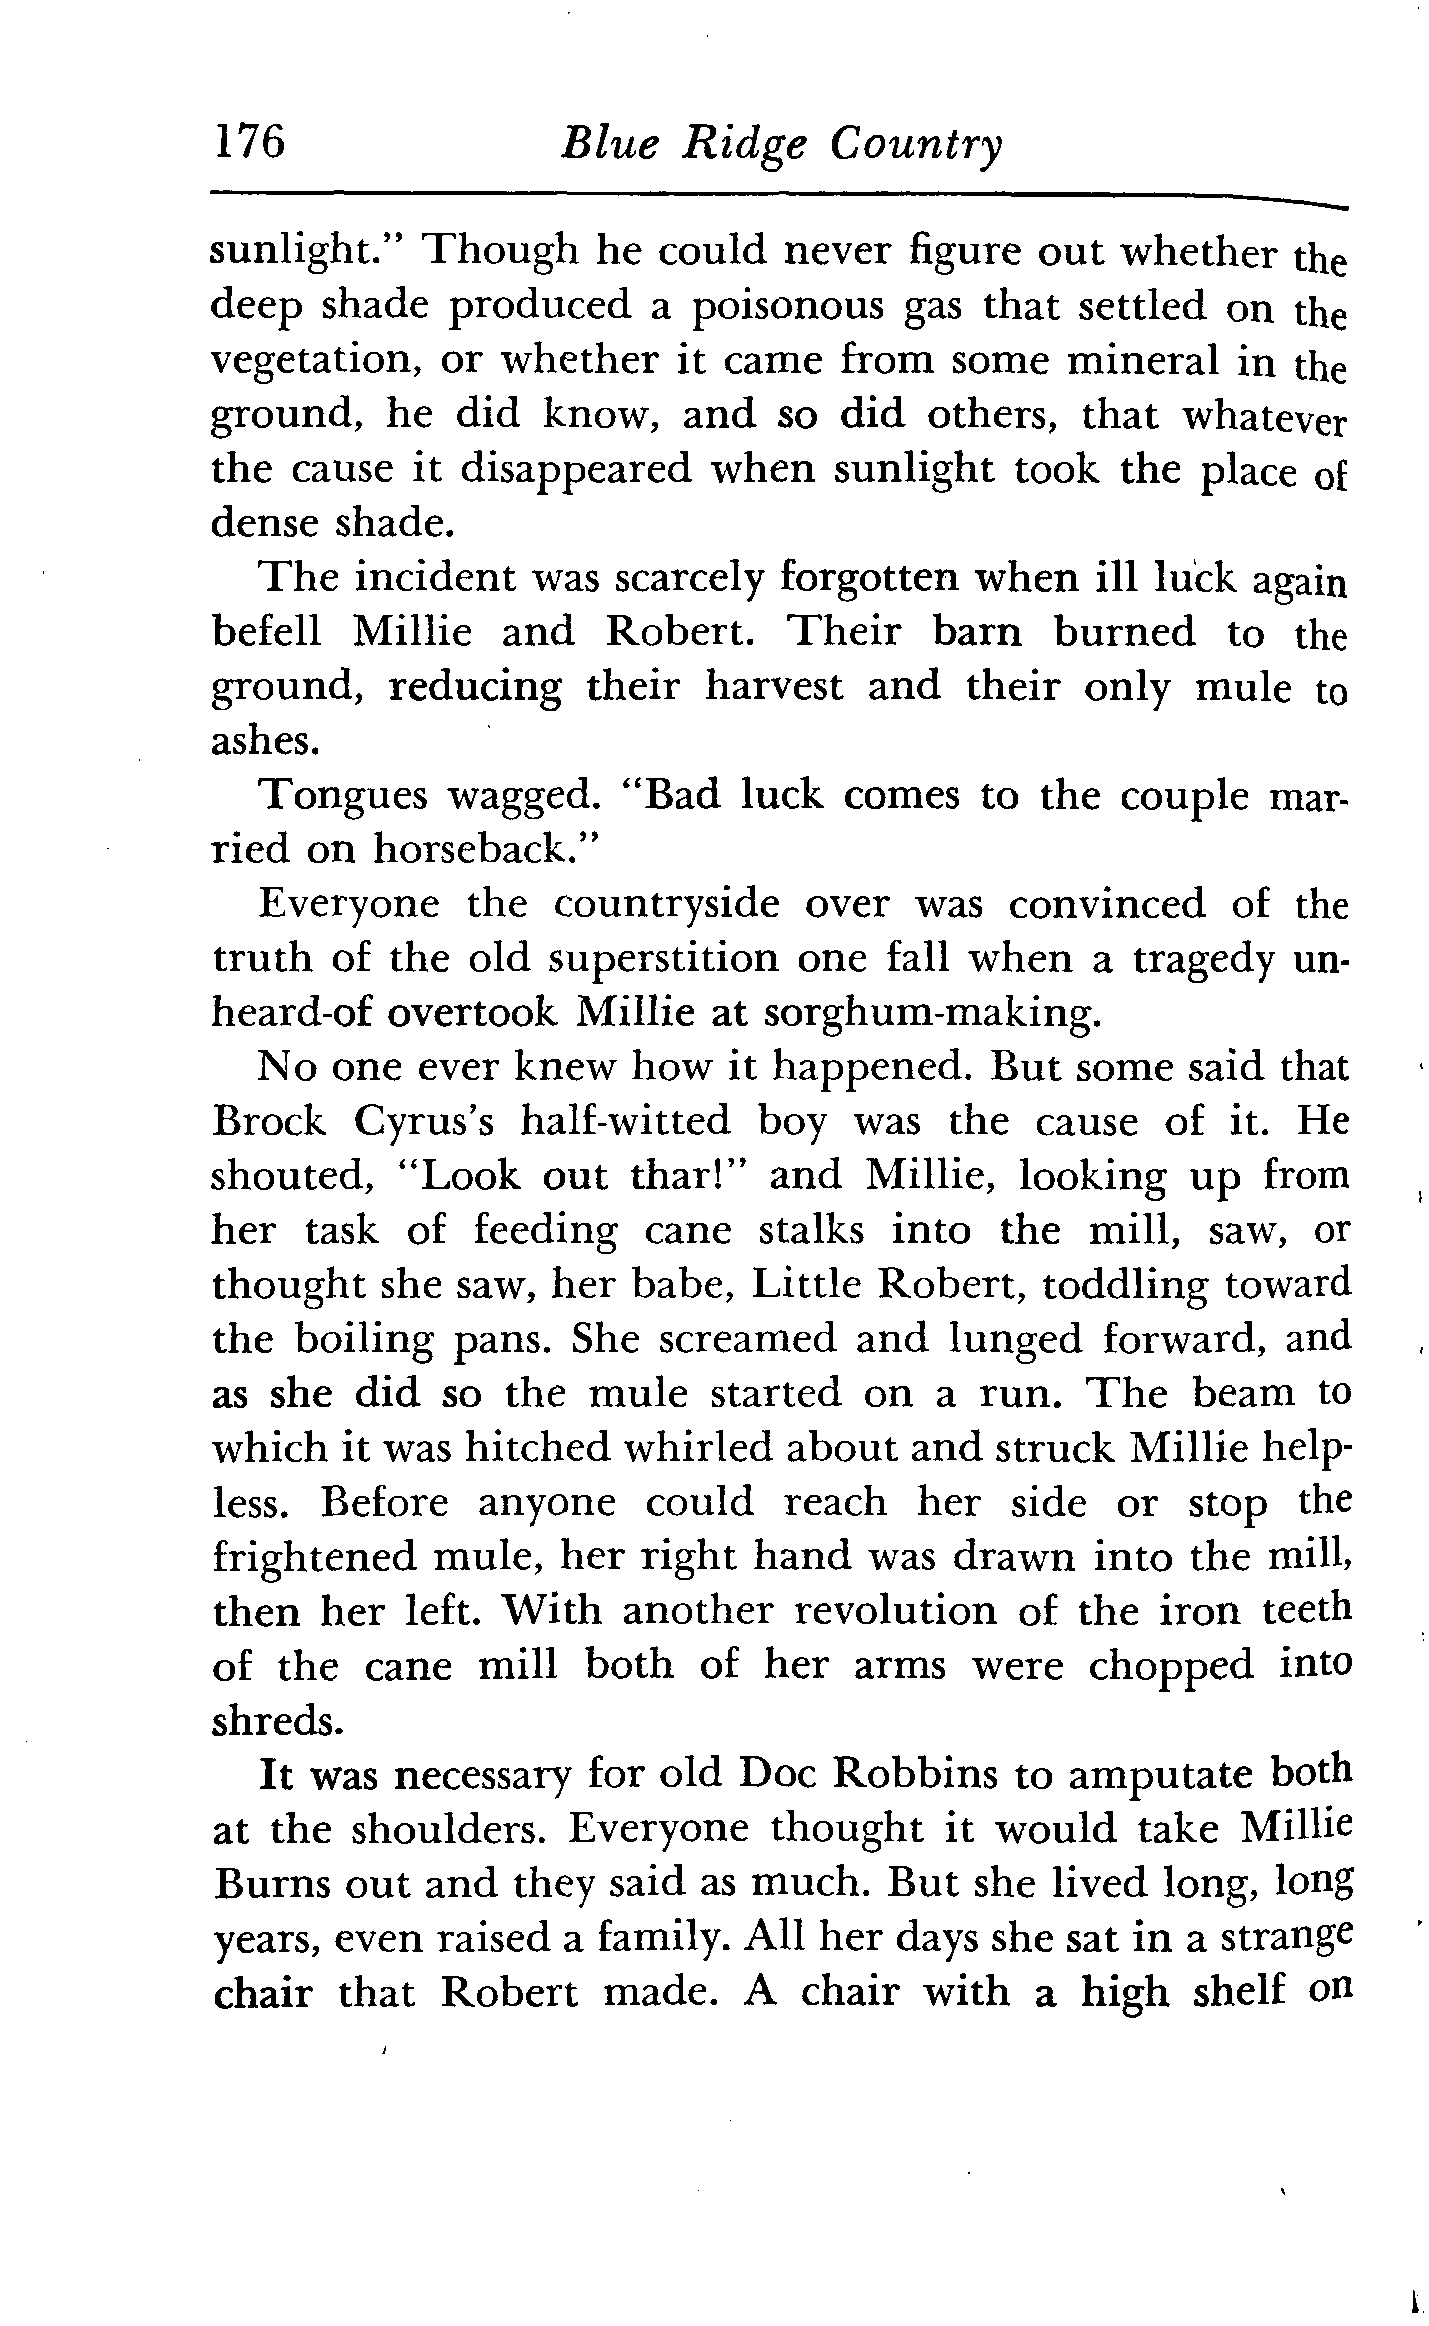 176 Blue Ridge Country
sunlight." Though he could never figure out whether the
deep shade produced a poisonous gas that settled on the
vegetation, or whether it came from some mineral in the
ground, he did know, and so did others, that whatever
the cause it disappeared when sunlight took the place of
dense shade.
The incident was scarcely forgotten when ill luck again
befell Millie and Robert. Their barn burned to the
ground, reducing their harvest and their only mule to
ashes.
Tongues wagged. "Bad luck comes to the couple mar-
ried on horseback."
Everyone the countryside over was convinced of the
truth of the old superstition one fall when a tragedy un-
heard-of overtook Millie at sorghum-making.
No one ever knew how it happened. But some said that
Brock Cyrus's half-witted boy was the cause of it. He
shouted, "Look out thar!" and Millie, looking up from
her task of feeding cane stalks into the mill, saw, or
thought she saw, her babe, Little Robert, toddling toward
the boiling pans. She screamed and lunged forward, and
as she did so the mule started on a run. The beam to
which it was hitched whirled about and struck Millie help-
less. Before anyone could reach her side or stop the
frightened mule, her right hand was drawn into the mill,
then her left. With another revolution of the iron teeth
of the cane mill both of her arms were chopped into
shreds.
It was necessary for old Doc Robbins to amputate both
at the shoulders. Everyone thought it would take Millie
Burns out and they said as much. But she lived long, long
years, even raised a family. All her days she sat in a strange
chair that Robert made. A chair with a high shelf on